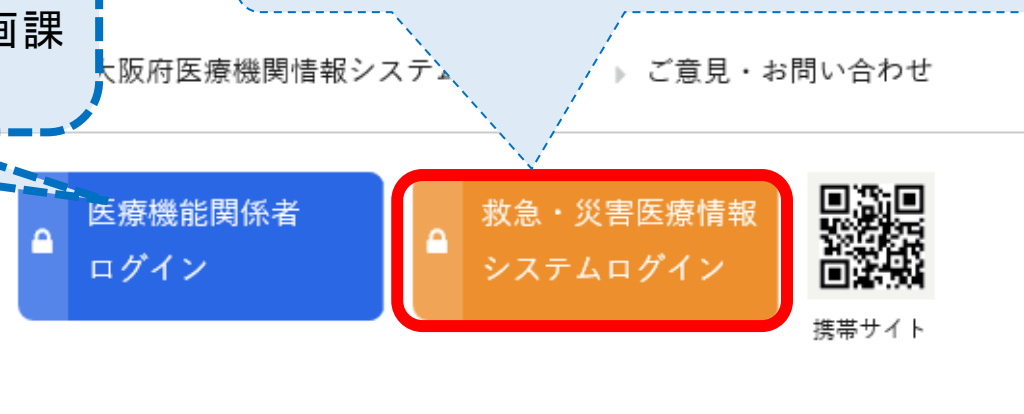 画課
大阪府医療機関情報システム
ご意見・お問い合わせ
医療機能関係者
ログイン
救急・災害医療情報
システムログイン
携帯サイト